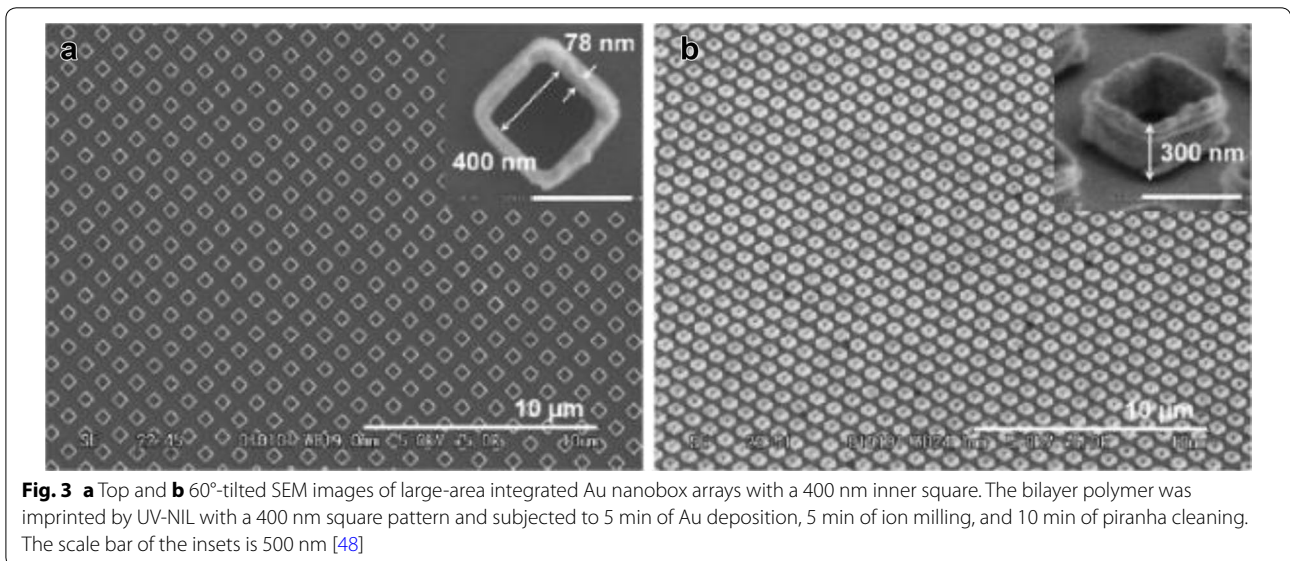 a
78 nm
400 nm
10 µm
b
300 nm
10 µm
Fig. 3 a Top and b 60°-tilted SEM images of large-area integrated Au nanobox arrays with a 400 nm inner square. The bilayer polymer was
imprinted by UV-NIL with a 400 nm square pattern and subjected to 5 min of Au deposition, 5 min of ion milling, and 10 min of piranha cleaning.
The scale bar of the insets is 500 nm [48]